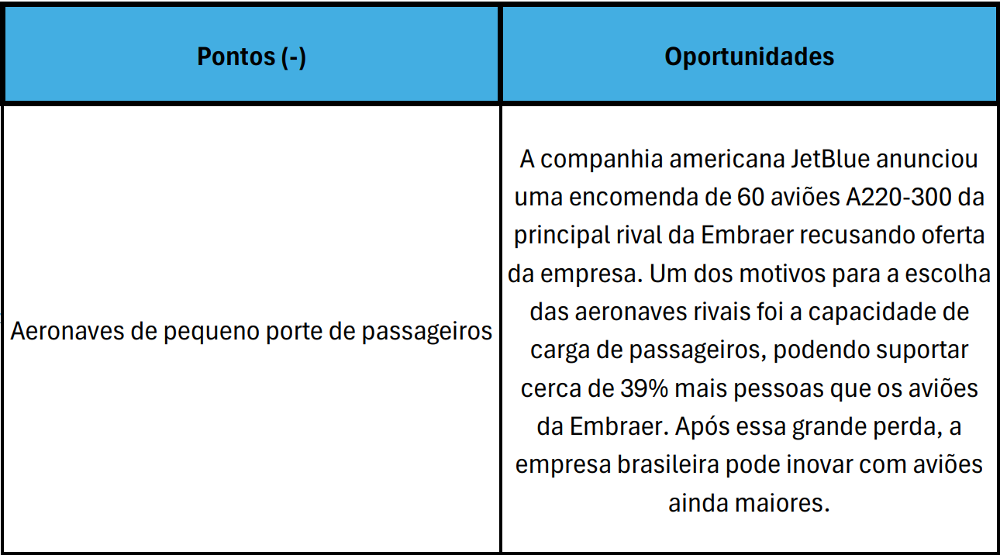 Pontos (-)
Oportunidades
Aeronaves de pequeno porte de passageiros
A companhia americana JetBlue anunciou
uma encomenda de 60 aviões A220-300 da
principal rival da Embraer recusando oferta
da empresa. Um dos motivos para a escolha
das aeronaves rivais foi a capacidade de
carga de passageiros, podendo suportar
cerca de 39% mais pessoas que os aviões
da Embraer. Após essa grande perda, a
empresa brasileira pode inovar com aviões
ainda maiores.